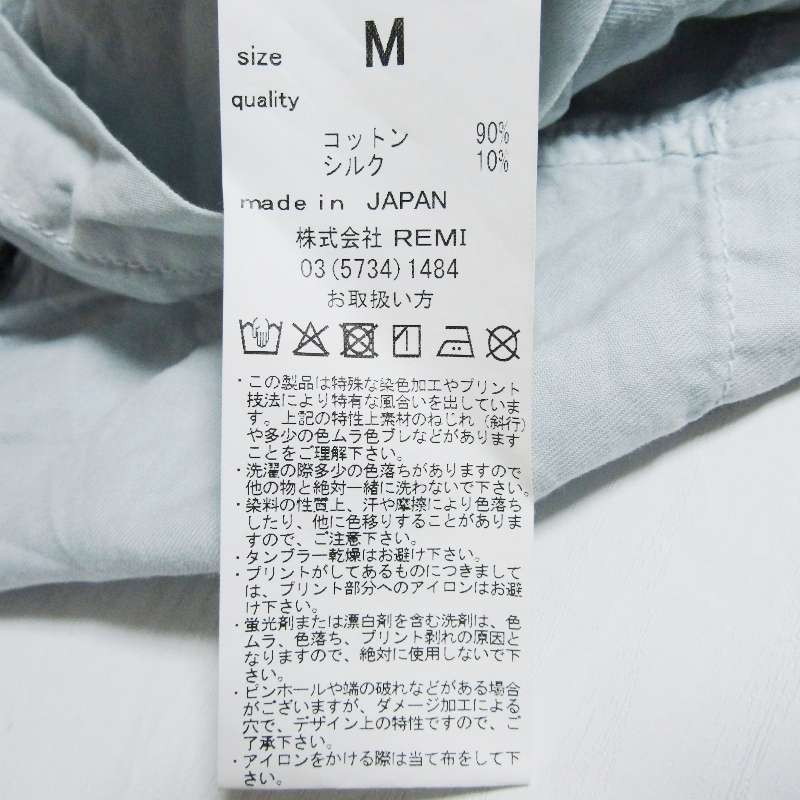 size M
quality
コットン 90%
シルク 10%
made in JAPAN
株式会社 REMI
03(5734)1484
お取扱い方
・この製品は特殊な染色加工やプリント
技法により特有な風合いを出していま
す。上記の特性上素材のねじれ(斜行)
や多少の色ムラ色ブレなどがあります
ことをご理解下さい。
・洗濯の際多少の色落ちがありますので
他の物と絶対一緒に洗わないで下さい。
・染料の性質上、汗や摩擦により色落ち
したり、他に色移りすることがありま
すので、ご注意下さい。
・タンブラー乾燥はお避け下さい。
・プリントがしてあるものにつきまして
は、プリント部分へのアイロンはお避
け下さい。
・蛍光剤または漂白剤を含む洗剤は、色
ムラ、色落ち、プリント剥れの原因と
なりますので、絶対に使用しないで下
さい。
・ピンホールや端の破れなどがある場合
がございますが、ダメージ加工による
穴で、デザイン上の特性ですので、ご
了承下さい。
・アイロンをかける際は当て布をして下
さい。